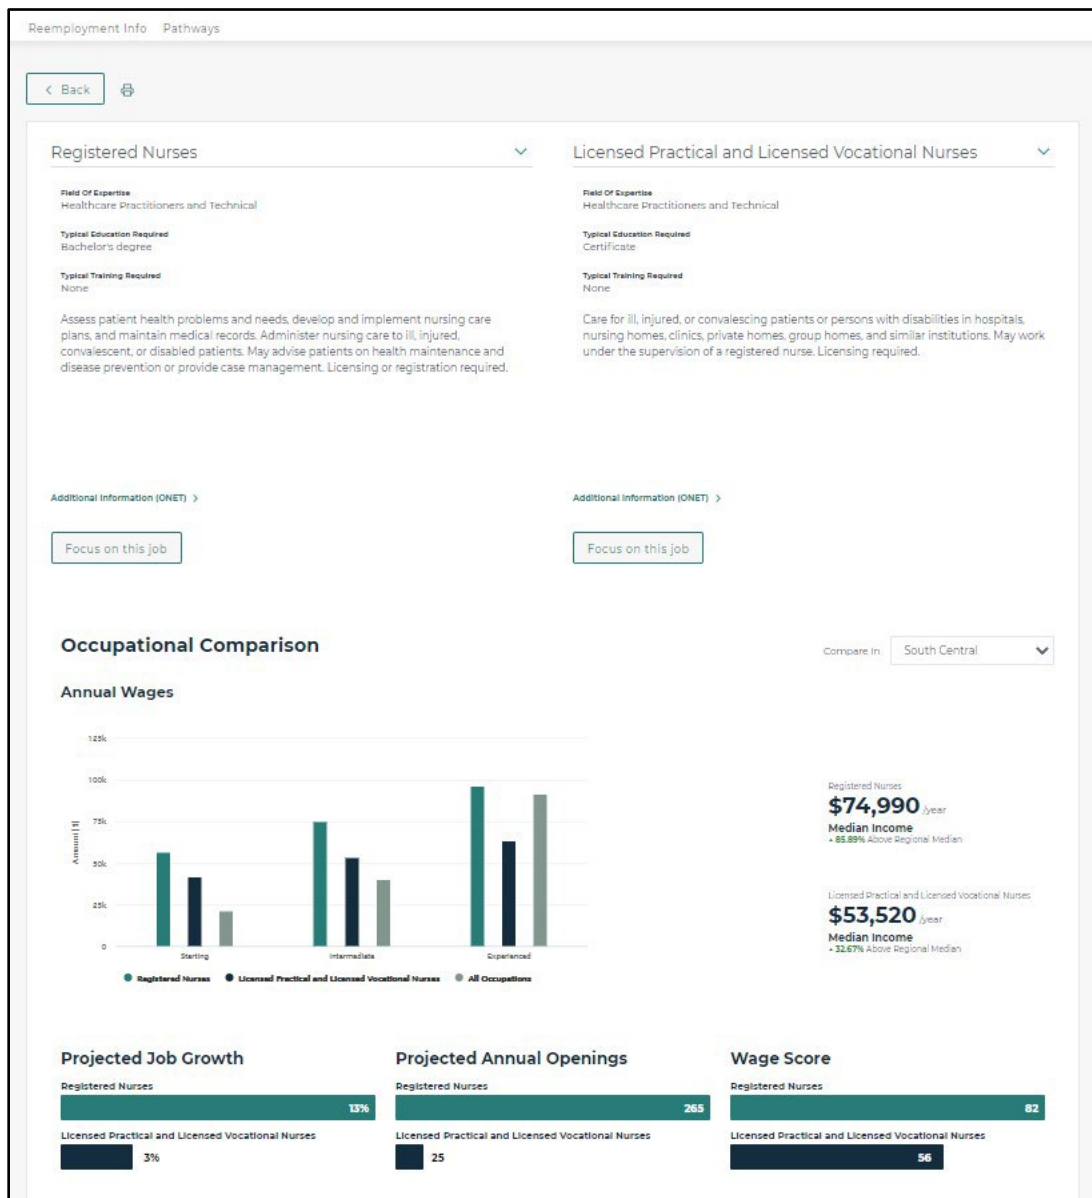 Reemployment Info Pathways
Back
Registered Nurses
Field Of Expertise
Healthcare Practitioners and Technical
Typical Education Required
Bachelor's degree
Typical Training Required
None
Assess patient health problems and needs, develop and implement nursing care
plans, and maintain medical records. Administer nursing care to ill, injured,
convalescent, or disabled patients. May advise patients on health maintenance and
disease prevention or provide case management. Licensing or registration required.
Additional Information (ONET)
Focus on this job
Licensed Practical and Licensed Vocational Nurses
Field Of Expertise
Healthcare Practitioners and Technical
Typical Education Required
Certificate
Typical Training Required
None
Care for ill, injured, or convalescing patients or persons with disabilities in hospitals,
nursing homes, clinics, private homes, group homes, and similar institutions. May work
under the supervision of a registered nurse. Licensing required.
Additional Information (ONET)
Focus on this job
Occupational Comparison
Compare In South Central
Annual Wages
125k
100k
75k
50k
25k
0
Amount [$]
Starting Intermediate Experienced
Registered Nurses Licensed Practical and Licensed Vocational Nurses All Occupations
Registered Nurses
$74,990 /year
Median Income
85.89% Above Regional Median
Licensed Practical and Licensed Vocational Nurses
$53,520 /year
Median Income
32.67% Above Regional Median
Projected Job Growth
Registered Nurses
13%
Licensed Practical and Licensed Vocational Nurses
3%
Projected Annual Openings
Registered Nurses
265
Licensed Practical and Licensed Vocational Nurses
25
Wage Score
Registered Nurses
82
Licensed Practical and Licensed Vocational Nurses
56